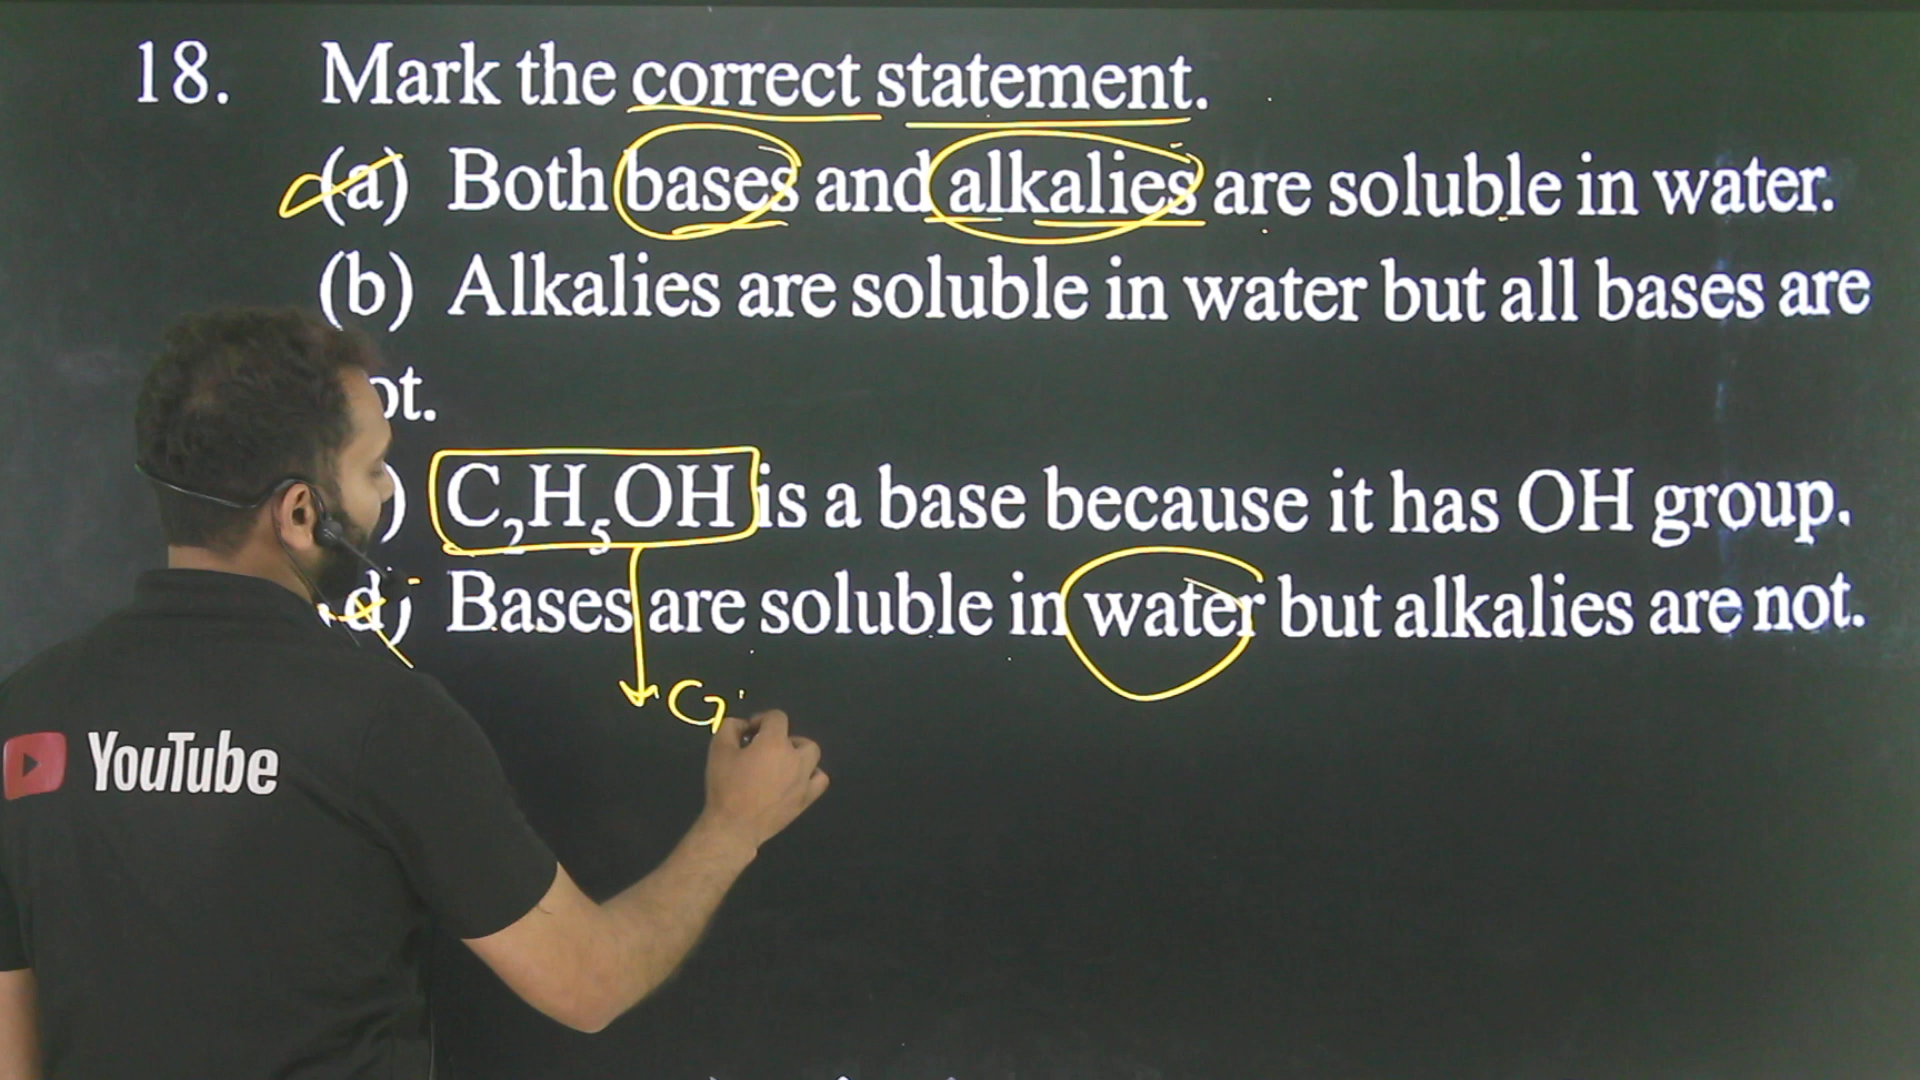 18. Mark the correct statement.
(a) Both bases and alkalies are soluble in water.
(b) Alkalies are soluble in water but all bases are
ot.
) C₂H₅OH is a base because it has OH group.
d) Bases are soluble in water but alkalies are not.
YouTube